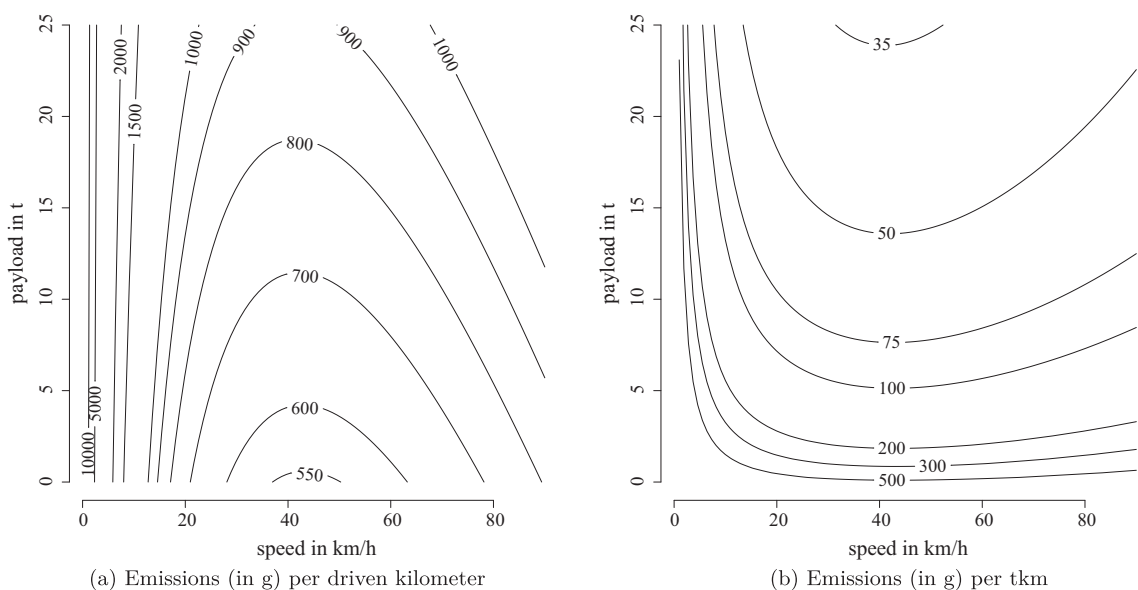 payload in t
0 5 10 15 20 25
10000
5000
2000
1500
1000
900
900
1000
800
700
600
550
0 20 40 60 80
speed in km/h
(a) Emissions (in g) per driven kilometer
payload in t
0 5 10 15 20 25
35
50
75
100
200
300
500
0 20 40 60 80
speed in km/h
(b) Emissions (in g) per tkm